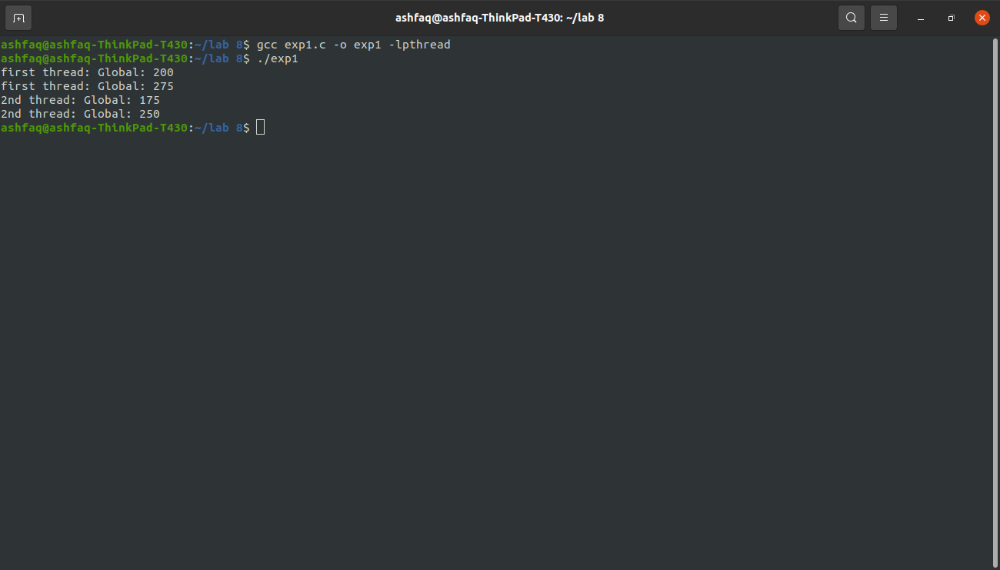 ashfaq@ashfaq-ThinkPad-T430: ~/lab 8
ashfaq@ashfaq-ThinkPad-T430:~/lab 8$ gcc exp1.c -o exp1 -lpthread
ashfaq@ashfaq-ThinkPad-T430:~/lab 8$ ./exp1
first thread: Global: 200
first thread: Global: 275
2nd thread: Global: 175
2nd thread: Global: 250
ashfaq@ashfaq-ThinkPad-T430:~/lab 8$